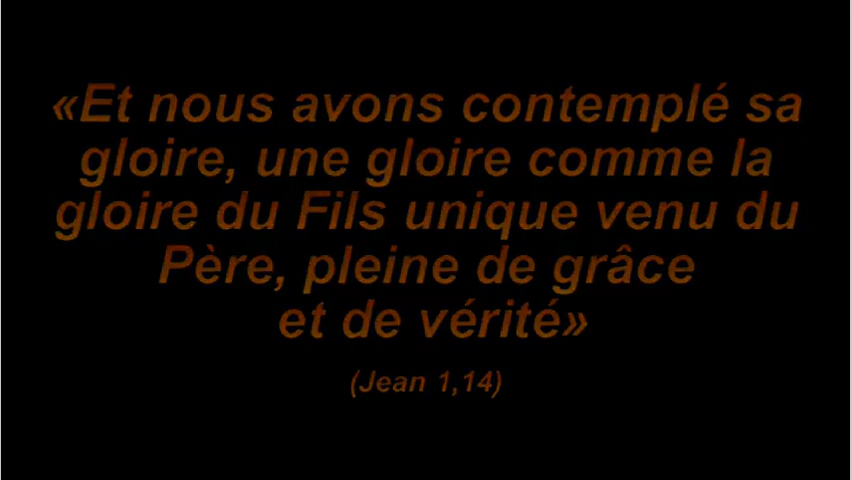 «Et nous avons contemplé sa
gloire, une gloire comme la
gloire du Fils unique venu du
Père, pleine de grâce
et de vérité»
(Jean 1,14)